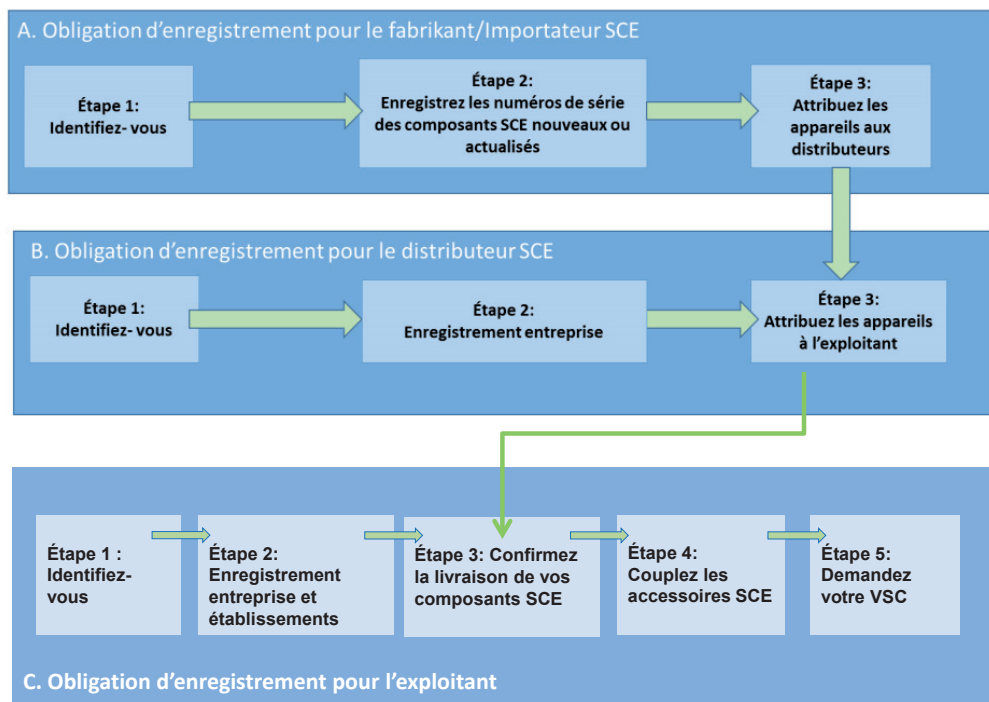 A. Obligation d'enregistrement pour le fabrikant/Importateur SCE
Étape 1:
Identifiez- vous
Étape 2:
Enregistrez les numéros de série
des composants SCE nouveaux ou
actualisés
Étape 3:
Attribuez les
appareils aux
distributeurs
B. Obligation d'enregistrement pour le distributeur SCE
Étape 1:
Identifiez- vous
Étape 2:
Enregistrement entreprise
Étape 3:
Attribuez les appareils
à l'exploitant
Étape 1 :
Identifiez-
vous
Étape 2:
Enregistrement
entreprise et
établissements
Étape 3: Confirmez
la livraison de vos
composants SCE
Étape 4:
Couplez les
accessoires SCE
Étape 5:
Demandez
votre VSC
C. Obligation d'enregistrement pour l'exploitant